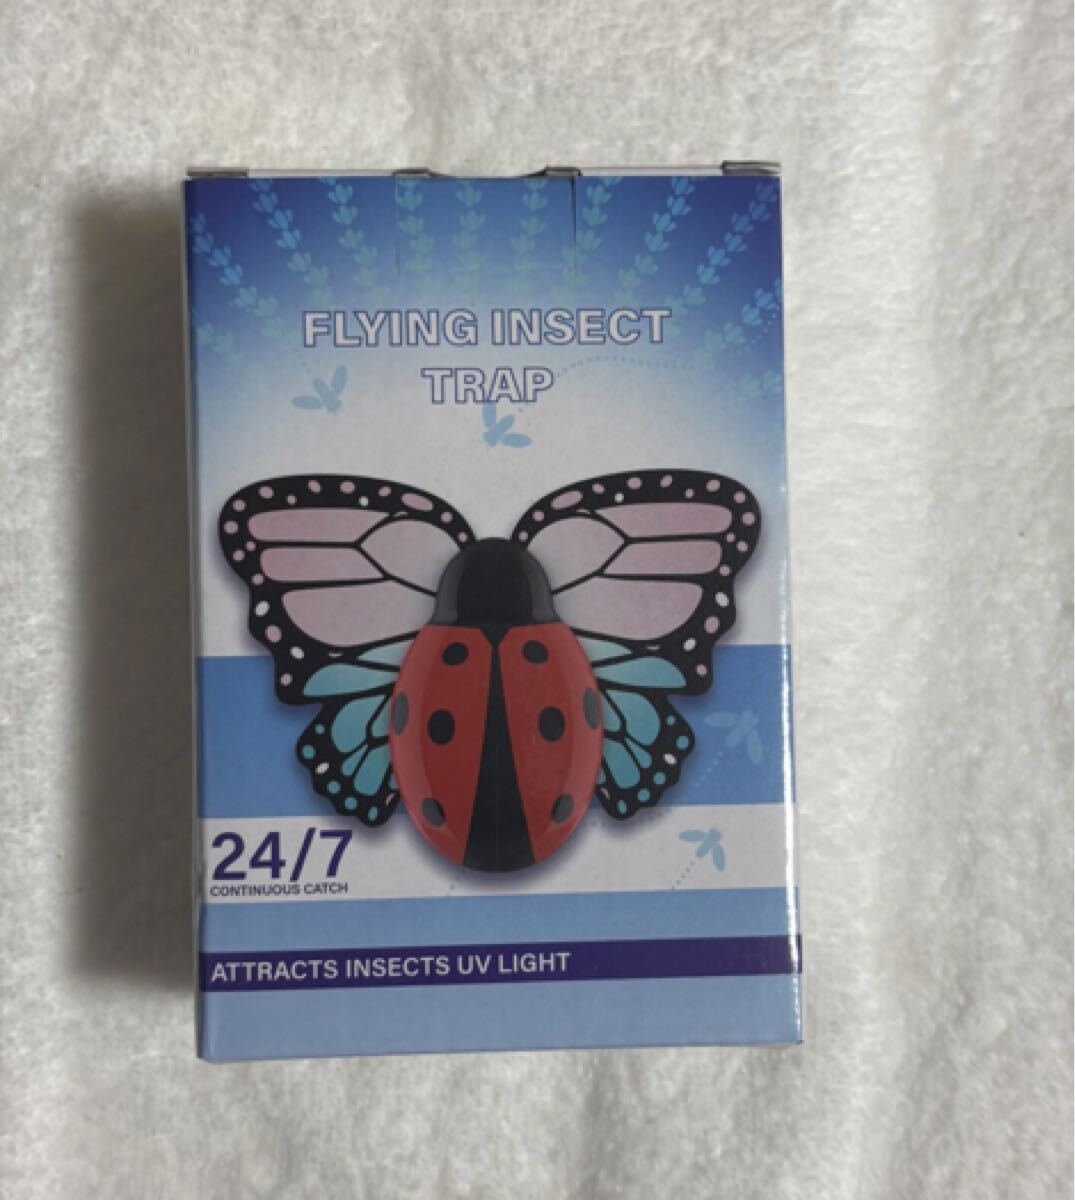 FLYING INSECT
TRAP
24/7
CONTINUOUS CATCH
ATTRACTS INSECTS UV LIGHT